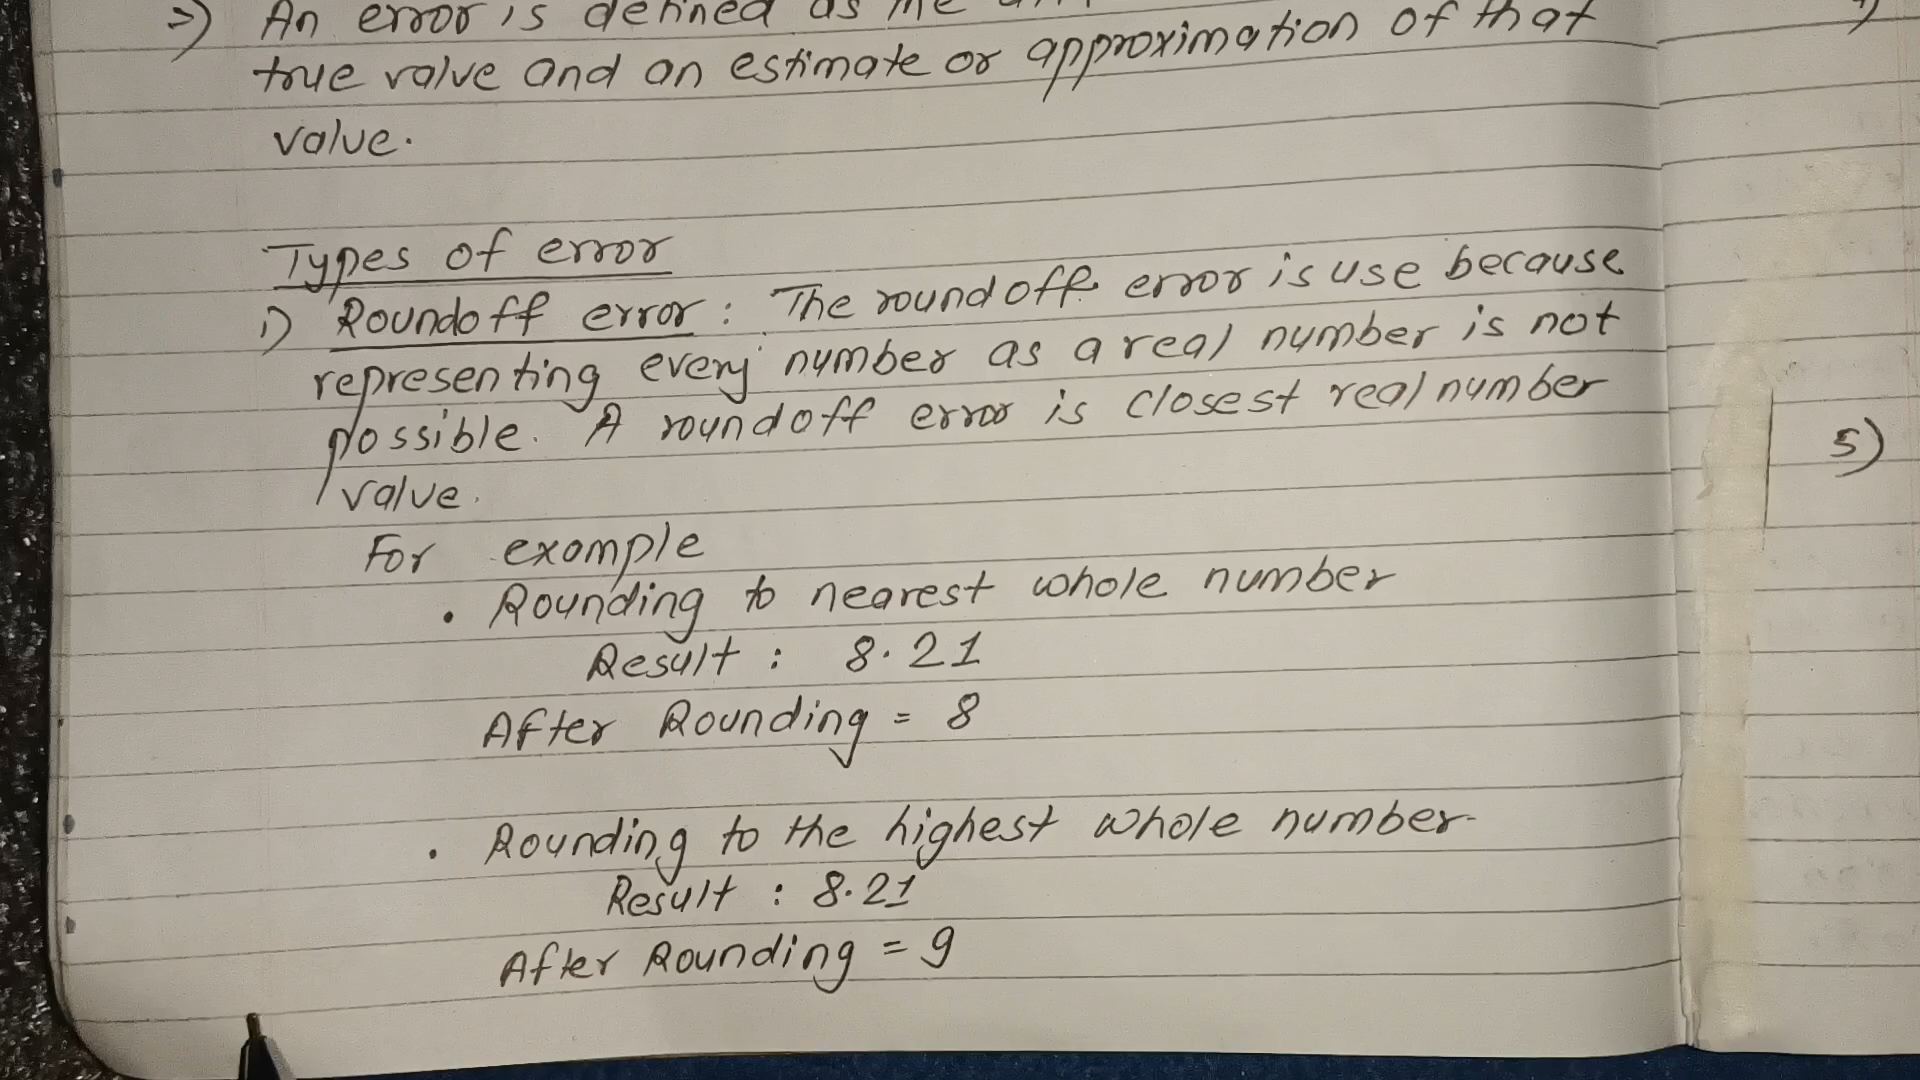 => An error is defined as the
true value and an estimate or approximation of that
value.
Types of error
1) Roundoff error : The roundoff error is use because
representing every number as a real number is not
possible. A roundoff error is closest real number
value.
For example
• Rounding to nearest whole number
Result : 8.21
After Rounding = 8
• Rounding to the highest whole number
Result : 8.21
After Rounding = 9
5)